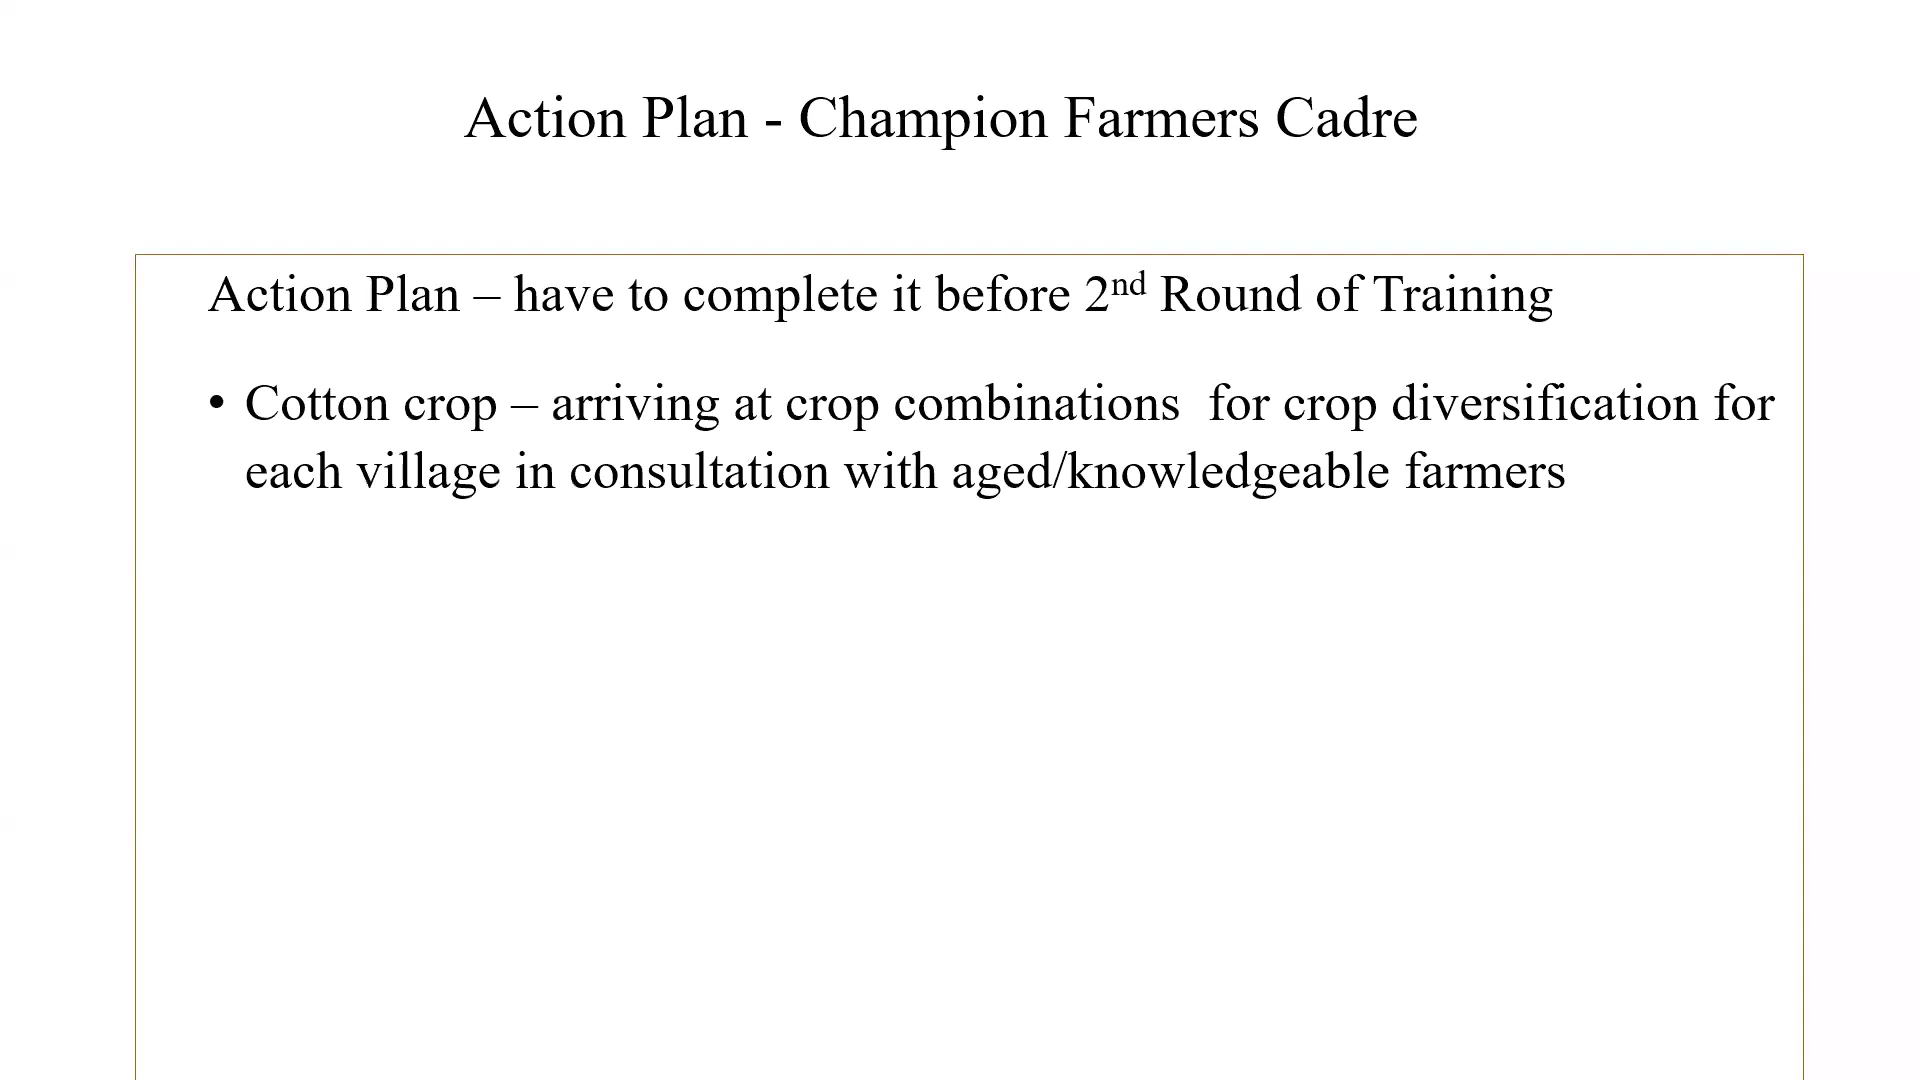 Action Plan - Champion Farmers Cadre
Action Plan – have to complete it before 2nd Round of Training
• Cotton crop – arriving at crop combinations  for crop diversification for
each village in consultation with aged/knowledgeable farmers